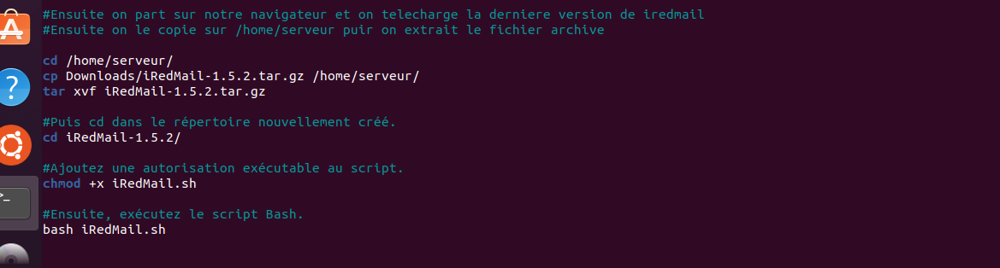 #Ensuite on part sur notre navigateur et on telecharge la derniere version de iredmail
#Ensuite on le copie sur /home/serveur puir on extrait le fichier archive
cd /home/serveur/
cp Downloads/iRedMail-1.5.2.tar.gz /home/serveur/
tar xvf iRedMail-1.5.2.tar.gz
#Puis cd dans le répertoire nouvellement créé.
cd iRedMail-1.5.2/
#Ajoutez une autorisation exécutable au script.
chmod +x iRedMail.sh
#Ensuite, exécutez le script Bash.
bash iRedMail.sh